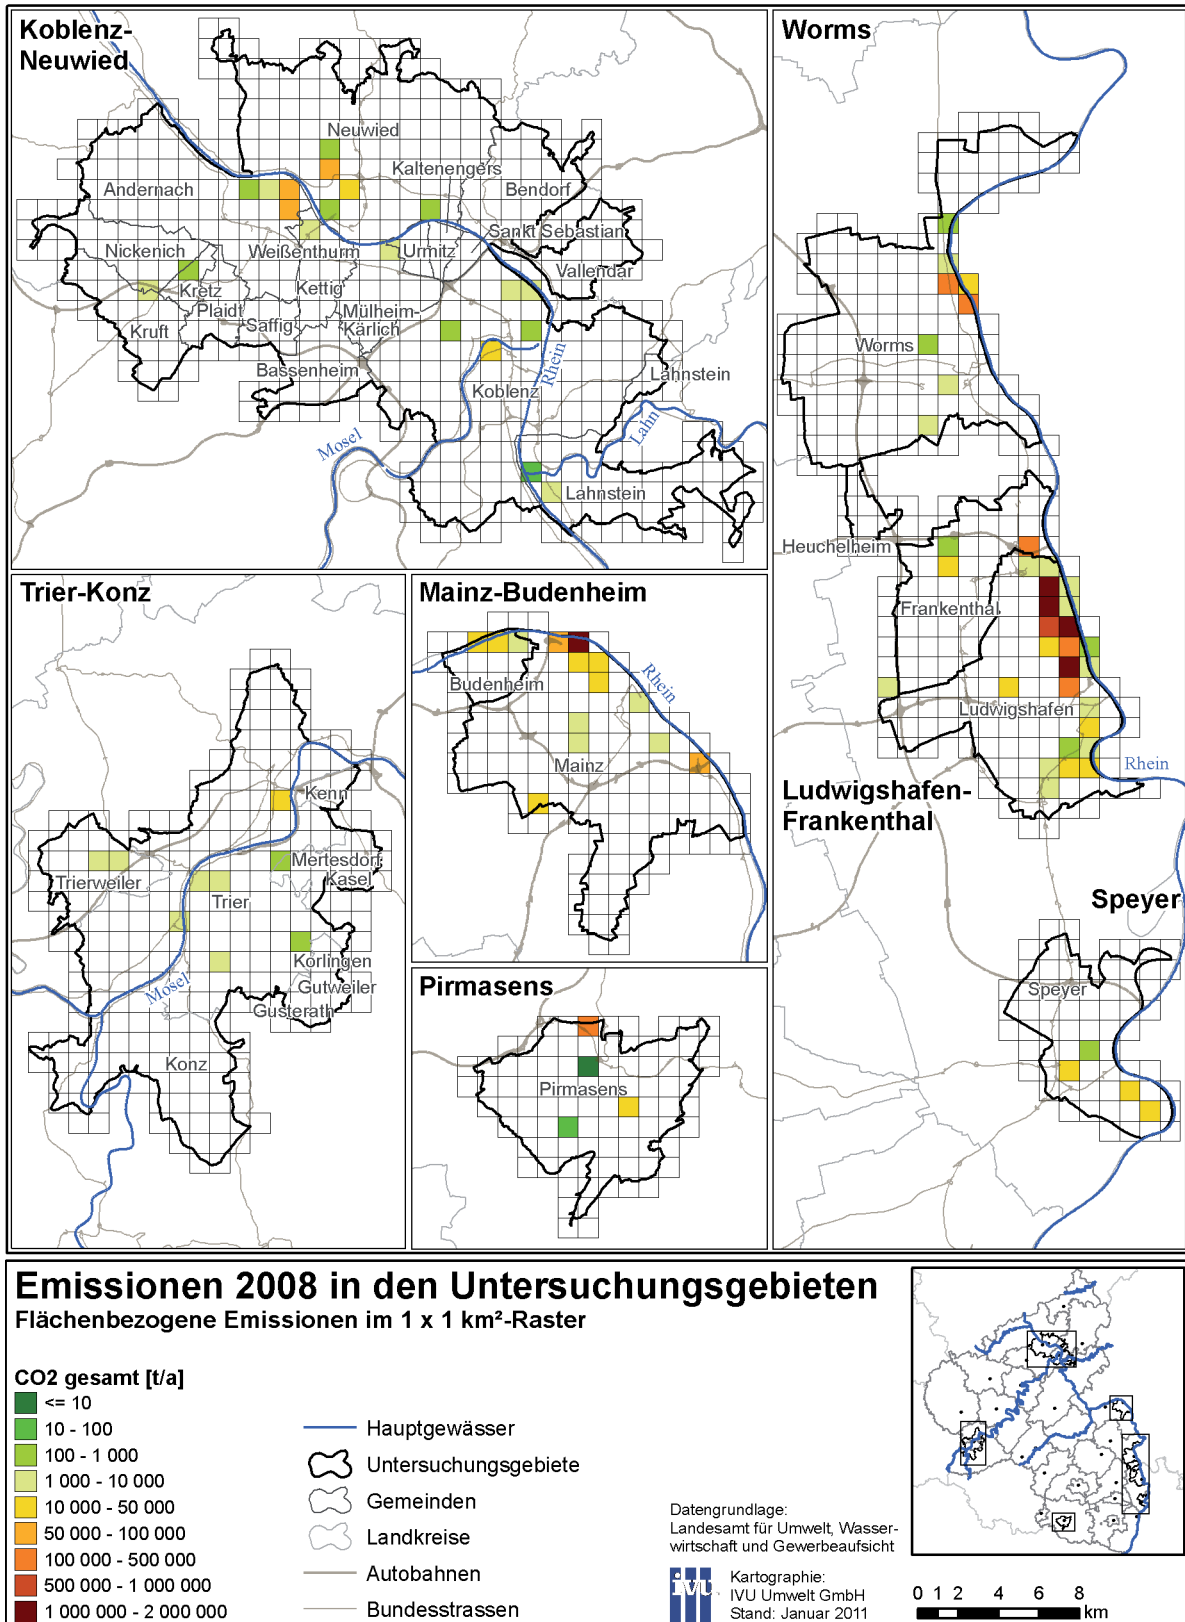 Koblenz-
Neuwied
Neuwied
Kaltenengers
Andernach
Bendorf
Sankt Sebastian
Nickenich
Weißenthurm
Urmitz
Vallendar
Kretz
Kettig
Plaidt
Mülheim-
Kärlich
Kruft
Saffig
Bassenheim
Rhein
Lahnstein
Koblenz
Mosel
Lahn
Lahnstein
Worms
Worms
Heuchelheim
Frankenthal
Ludwigshafen
Rhein
Ludwigshafen-
Frankenthal
Speyer
Speyer
Trier-Konz
Kenn
Mertesdorf
Kasel
Trierweiler
Trier
Korlingen
Mosel
Gutweiler
Gusterath
Konz
Mainz-Budenheim
Budenheim
Rhein
Mainz
Pirmasens
Pirmasens
Emissionen 2008 in den Untersuchungsgebieten
Flächenbezogene Emissionen im 1 x 1 km²-Raster
CO2 gesamt [t/a]
<= 10
10 - 100
100 - 1 000
1 000 - 10 000
10 000 - 50 000
50 000 - 100 000
100 000 - 500 000
500 000 - 1 000 000
1 000 000 - 2 000 000
Hauptgewässer
Untersuchungsgebiete
Gemeinden
Landkreise
Autobahnen
Bundesstrassen
Datengrundlage:
Landesamt für Umwelt, Wasser-
wirtschaft und Gewerbeaufsicht
ivu
Kartographie:
IVU Umwelt GmbH
Stand: Januar 2011
0 1 2 4 6 8
km